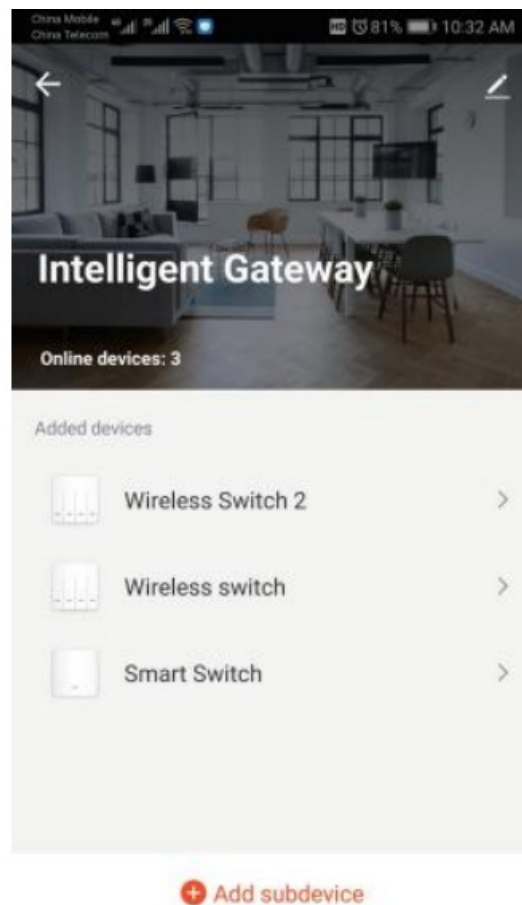 China Mobile
China Telecom
HD 81% 10:32 AM
Intelligent Gateway
Online devices: 3
Added devices
Wireless Switch 2
Wireless switch
Smart Switch
Add subdevice